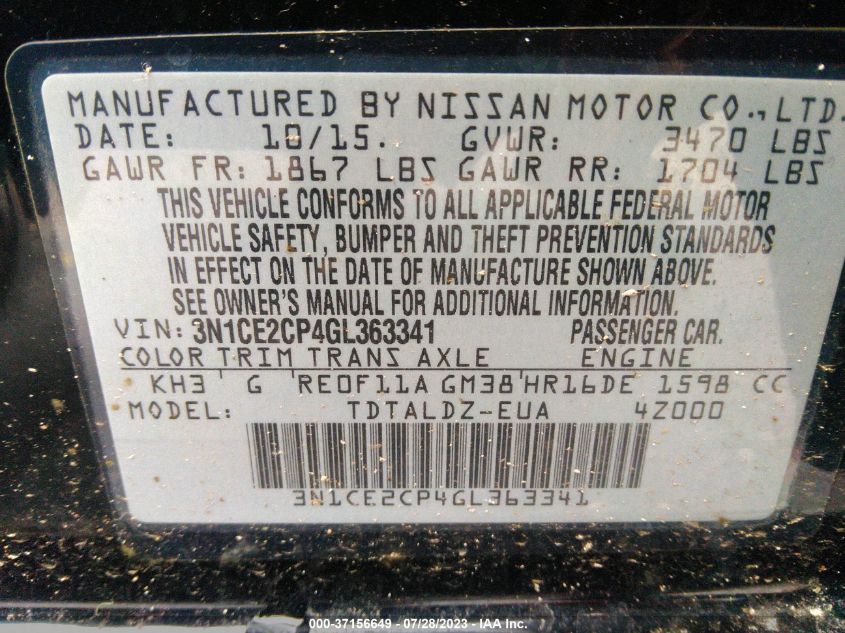 MANUFACTURED BY NISSAN MOTOR CO., LTD.
DATE: 10/15. GVWR: 3470 LBS
GAWR FR: 1867 LBS GAWR RR: 1704 LBS
THIS VEHICLE CONFORMS TO ALL APPLICABLE FEDERAL MOTOR
VEHICLE SAFETY, BUMPER AND THEFT PREVENTION STANDARDS
IN EFFECT ON THE DATE OF MANUFACTURE SHOWN ABOVE.
SEE OWNER'S MANUAL FOR ADDITIONAL INFORMATION.
VIN: 3N1CE2CP4GL363341 PASSENGER CAR.
COLOR TRIM TRANS AXLE ENGINE
KH3 G RE0F11A GM38 HR16DE 1598 CC
MODEL: TDTALDZ-EUA 4Z000
3N1CE2CP4GL363341
000-37156649 / 07/28/2023 - IAA Inc.